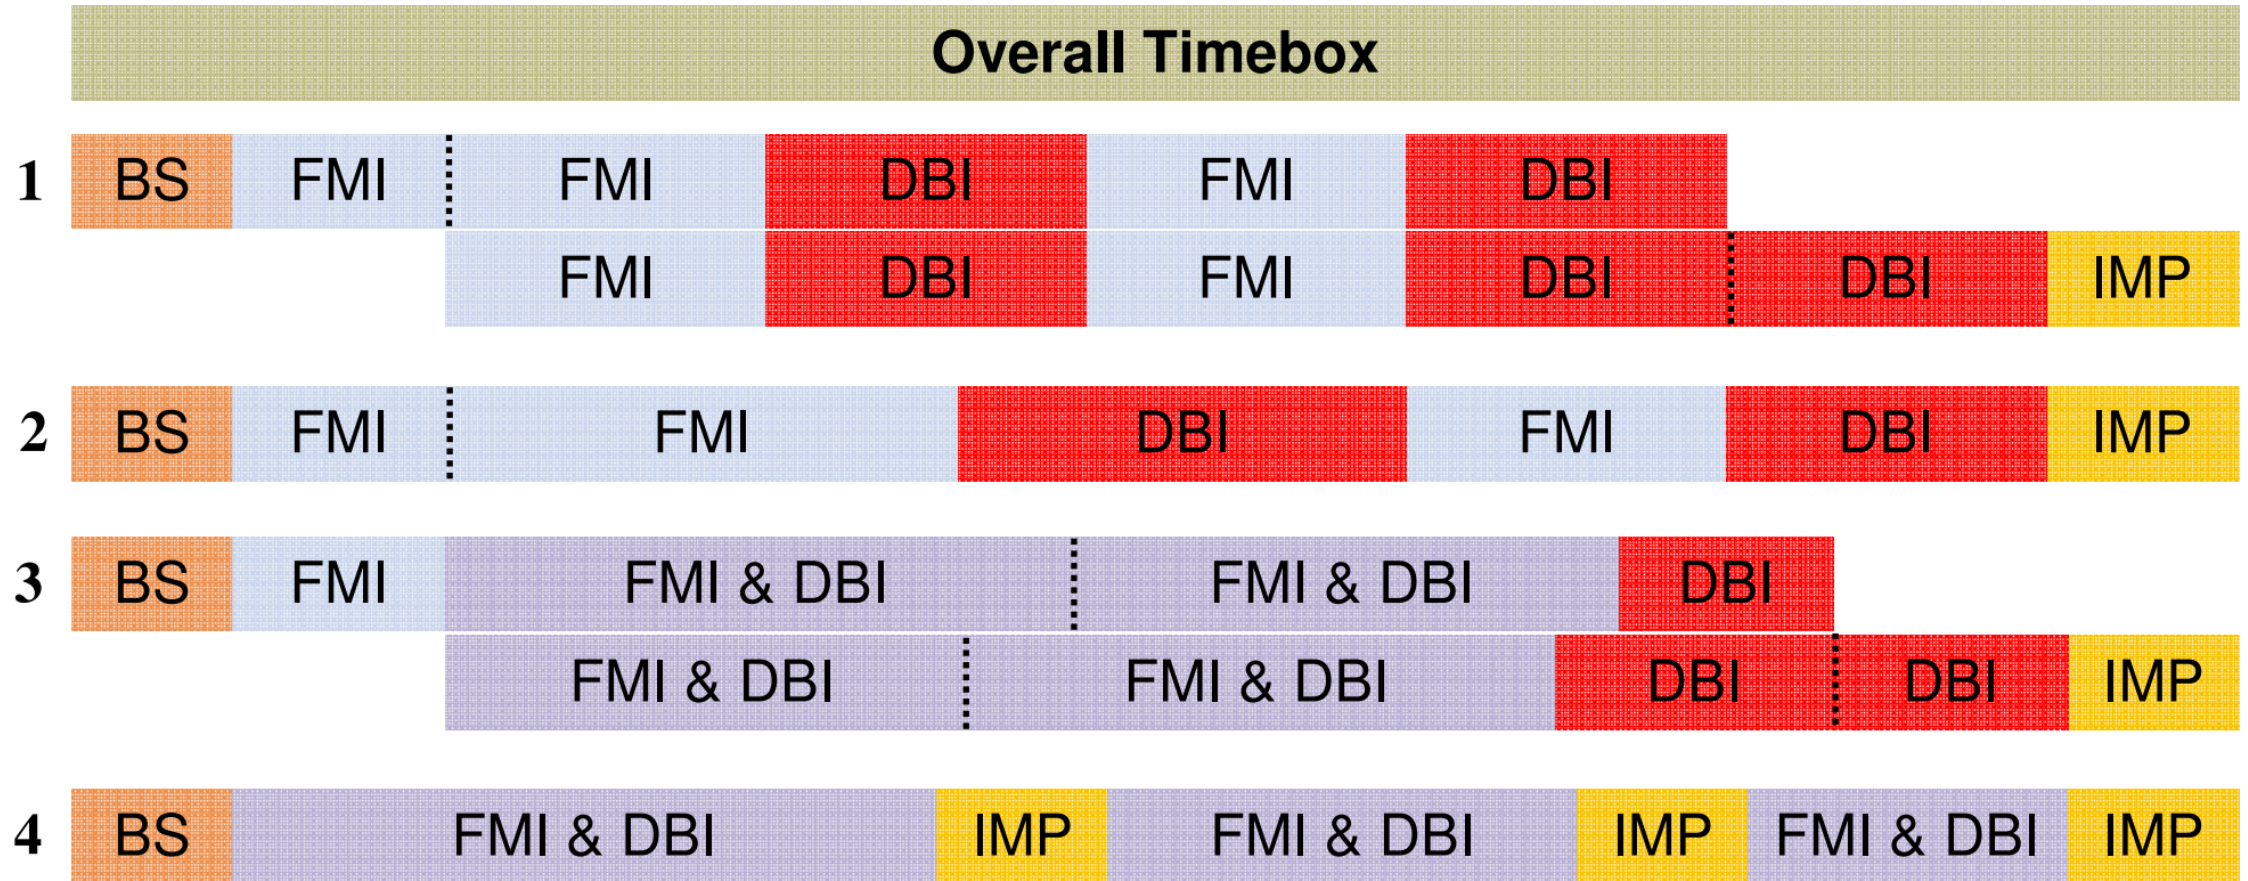 Overall Timebox
1 BS FMI FMI DBI FMI DBI
FMI DBI FMI DBI DBI IMP
2 BS FMI FMI DBI FMI DBI IMP
3 BS FMI FMI & DBI FMI & DBI DBI
FMI & DBI FMI & DBI DBI DBI IMP
4 BS FMI & DBI IMP FMI & DBI IMP FMI & DBI IMP